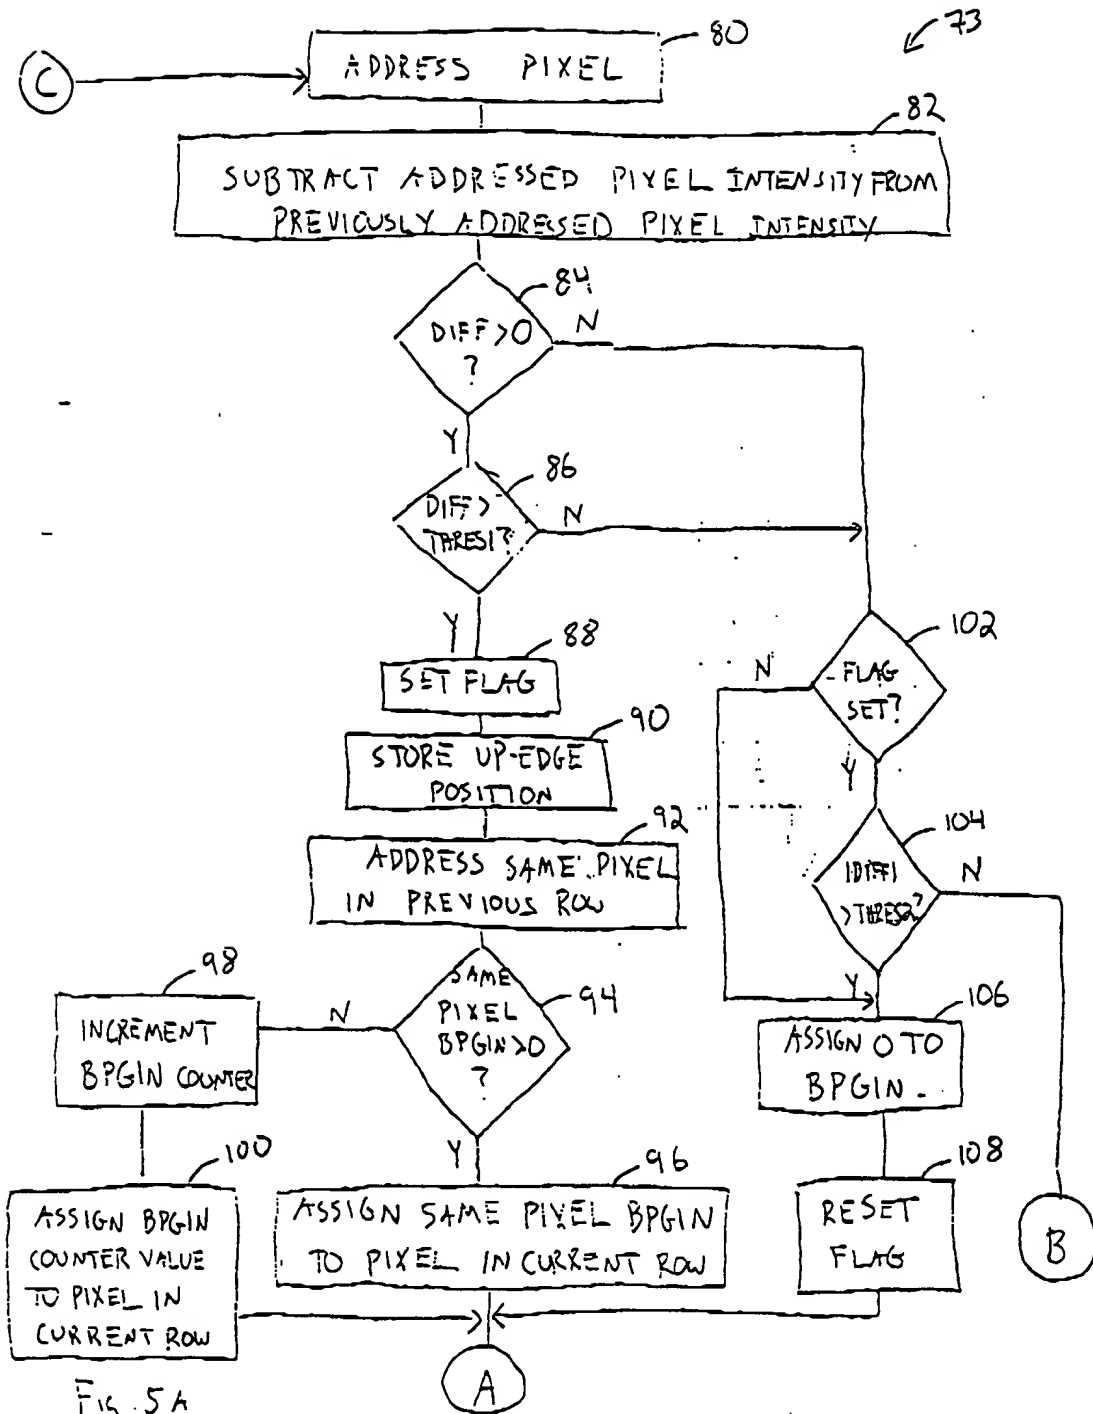 73
80
C
ADDRESS PIXEL
82
SUBTRACT ADDRESSED PIXEL INTENSITY FROM
PREVIOUSLY ADDRESSED PIXEL INTENSITY
84
DIFF >0
?
N
Y
86
DIFF >
THRES1?
N
Y
88
SET FLAG
102
FLAG
SET?
N
Y
90
STORE UP-EDGE
POSITION
92
ADDRESS SAME PIXEL
IN PREVIOUS ROW
104
|DIFF|
>THRES2?
N
Y
94
SAME
PIXEL
BPGIN >0
?
N
Y
98
INCREMENT
BPGIN COUNTER
106
ASSIGN 0 TO
BPGIN
100
ASSIGN BPGIN
COUNTER VALUE
TO PIXEL IN
CURRENT ROW
96
ASSIGN SAME PIXEL BPGIN
TO PIXEL IN CURRENT ROW
108
RESET
FLAG
B
A
FIG. 5A